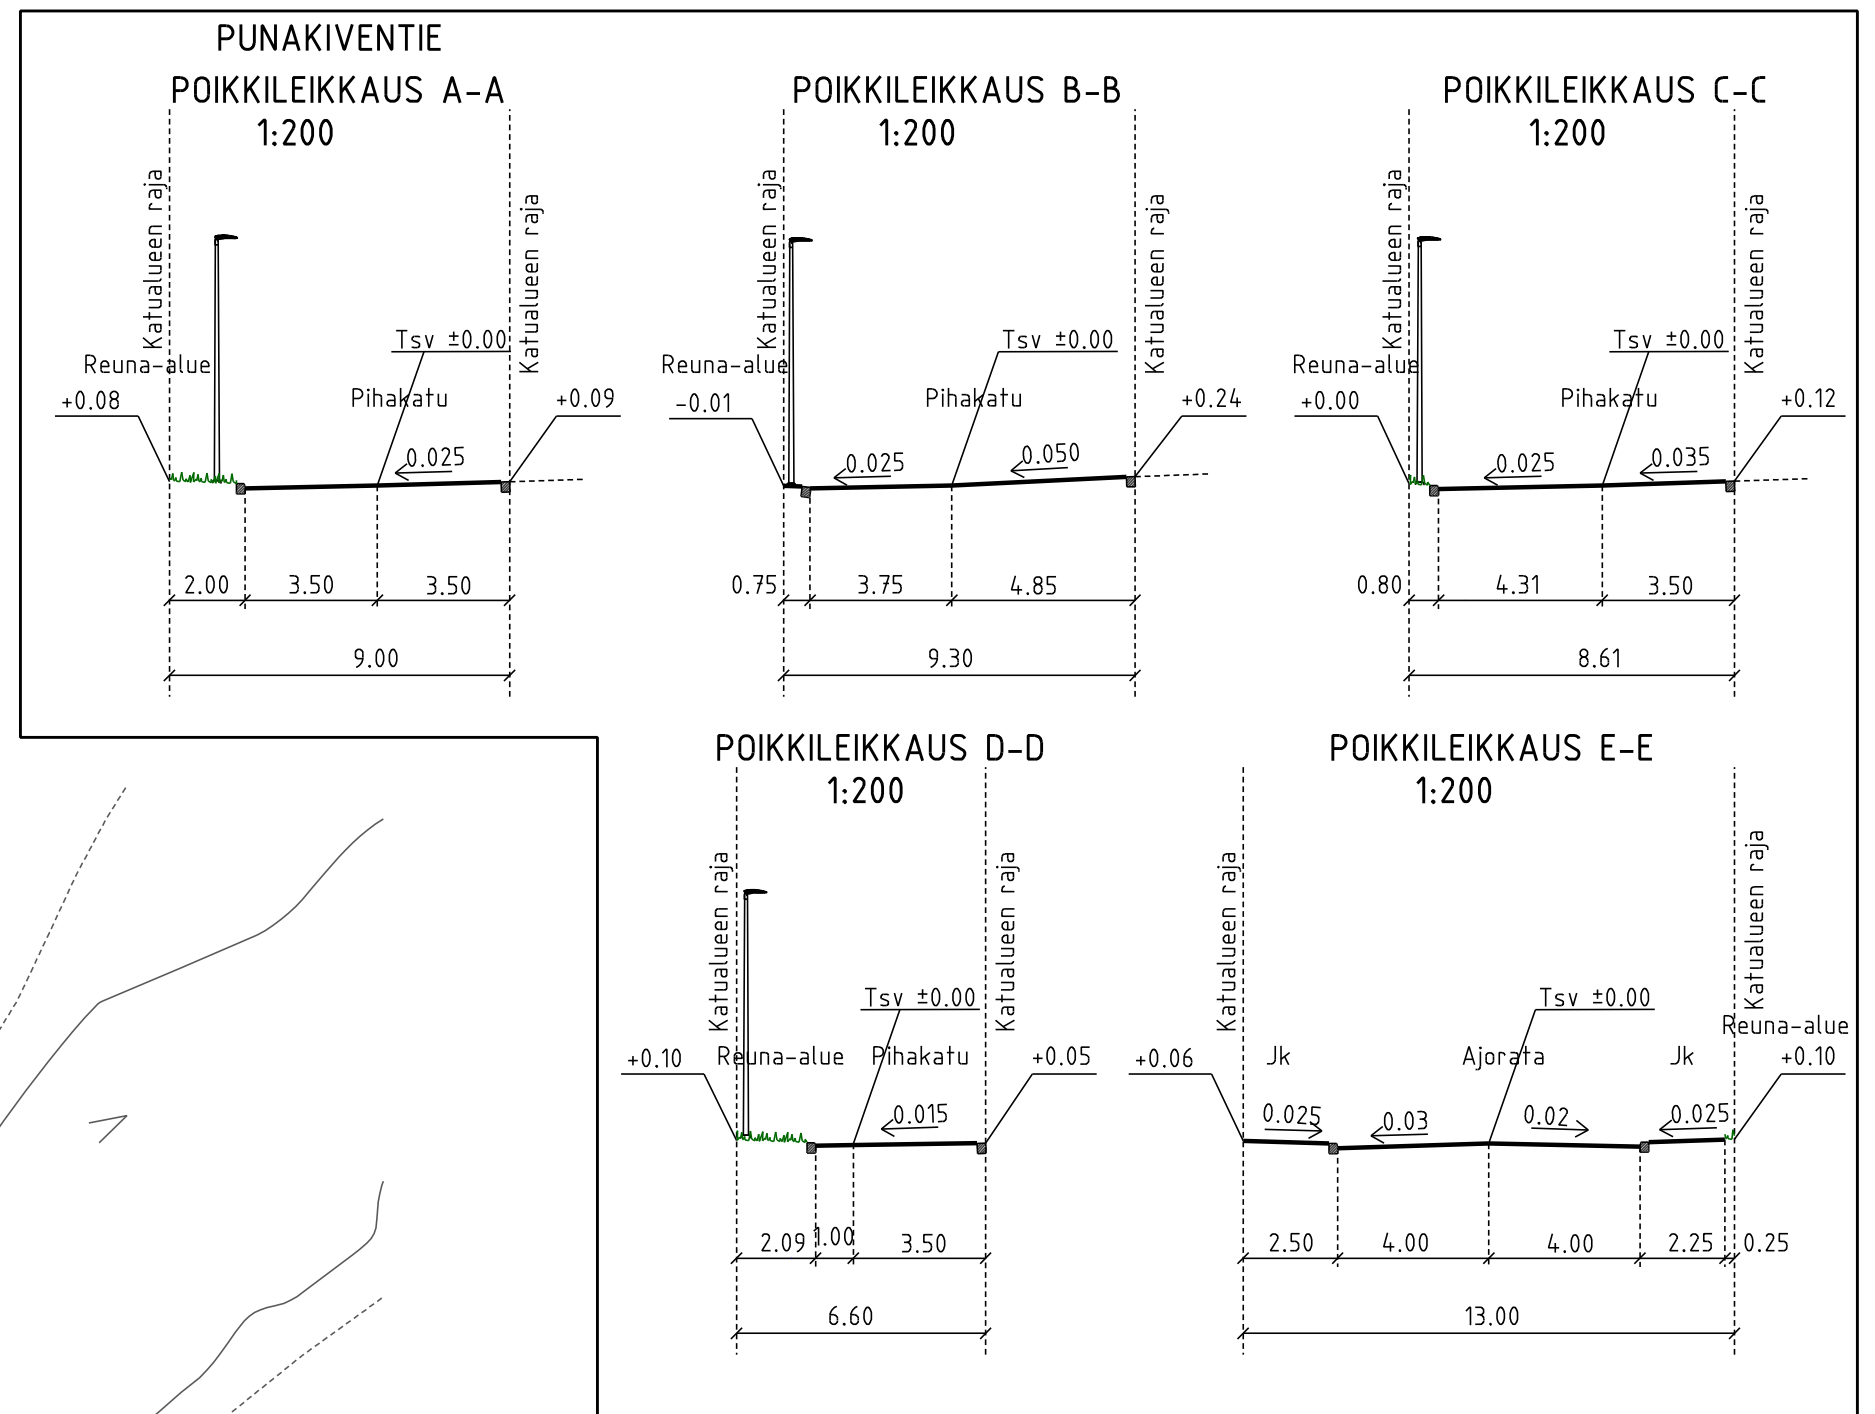 PUNAKIVENTIE
POIKKILEIKKAUS A-A
1:200
Katualueen raja
Katualueen raja
Tsv ±0.00
Reuna-alue
Pihakatu
+0.08
+0.09
0.025
2.00
3.50
3.50
9.00
POIKKILEIKKAUS B-B
1:200
Katualueen raja
Katualueen raja
Tsv ±0.00
Reuna-alue
Pihakatu
-0.01
+0.24
0.025
0.050
0.75
3.75
4.85
9.30
POIKKILEIKKAUS C-C
1:200
Katualueen raja
Katualueen raja
Tsv ±0.00
Reuna-alue
Pihakatu
+0.00
+0.12
0.025
0.035
0.80
4.31
3.50
8.61
POIKKILEIKKAUS D-D
1:200
Katualueen raja
Katualueen raja
Tsv ±0.00
+0.10
Reuna-alue
Pihakatu
+0.05
0.015
2.09
1.00
3.50
6.60
POIKKILEIKKAUS E-E
1:200
Katualueen raja
Katualueen raja
Tsv ±0.00
Reuna-alue
+0.06
Jk
Ajorata
Jk
+0.10
0.025
0.03
0.02
0.025
2.50
4.00
4.00
2.25
0.25
13.00